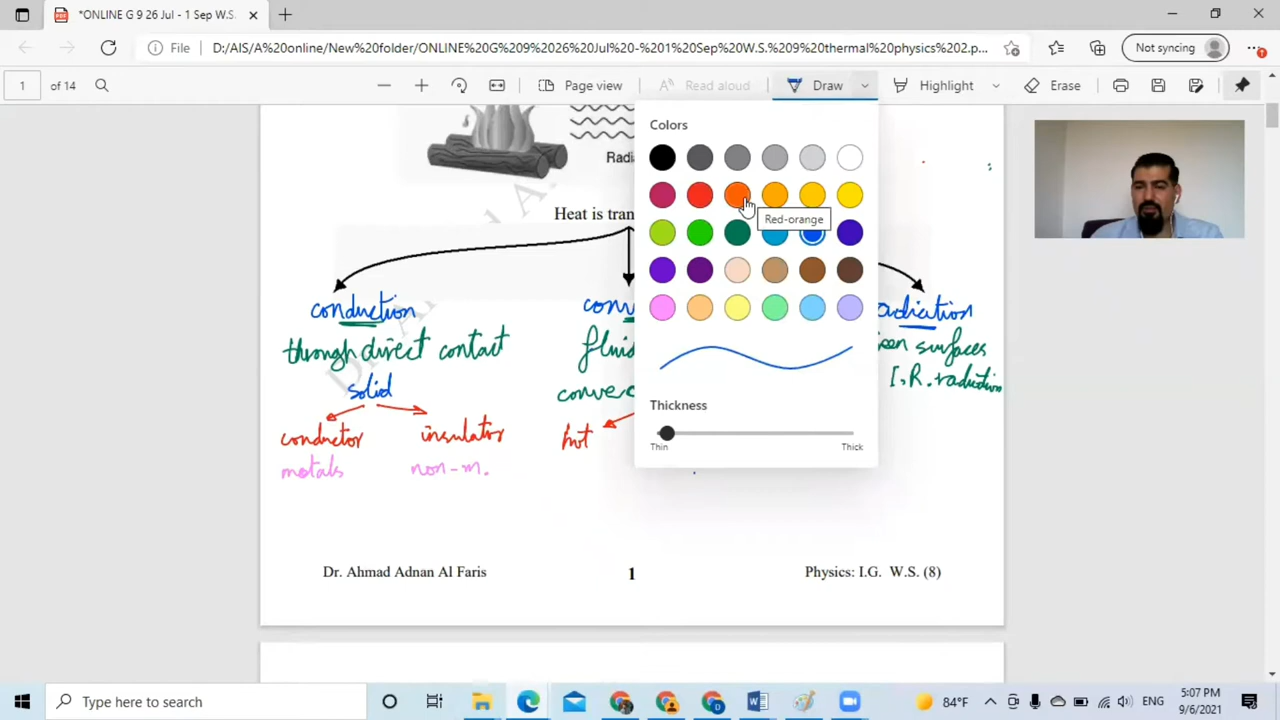 *ONLINE G 9 26 Jul - 1 Sep W.S.
File
D:/AIS/A%20online/New%20folder/ONLINE%20G%209%2026%20Jul%20-%201%20Sep%20W.S.%209%20thermal%20physics%202.p...
Not syncing
1 of 14
Page view
Read aloud
Draw
Highlight
Erase
Colors
Radia
Red-orange
Heat is tran
conduction
conv
adiation
through direct contact
fluid
een surfaces
solid
convec
I.R. radiation
Thickness
Thin
Thick
conductor
insulator
hot
metals
non-m.
Dr. Ahmad Adnan Al Faris
1
Physics: I.G. W.S. (8)
Type here to search
84°F
ENG
5:07 PM
9/6/2021